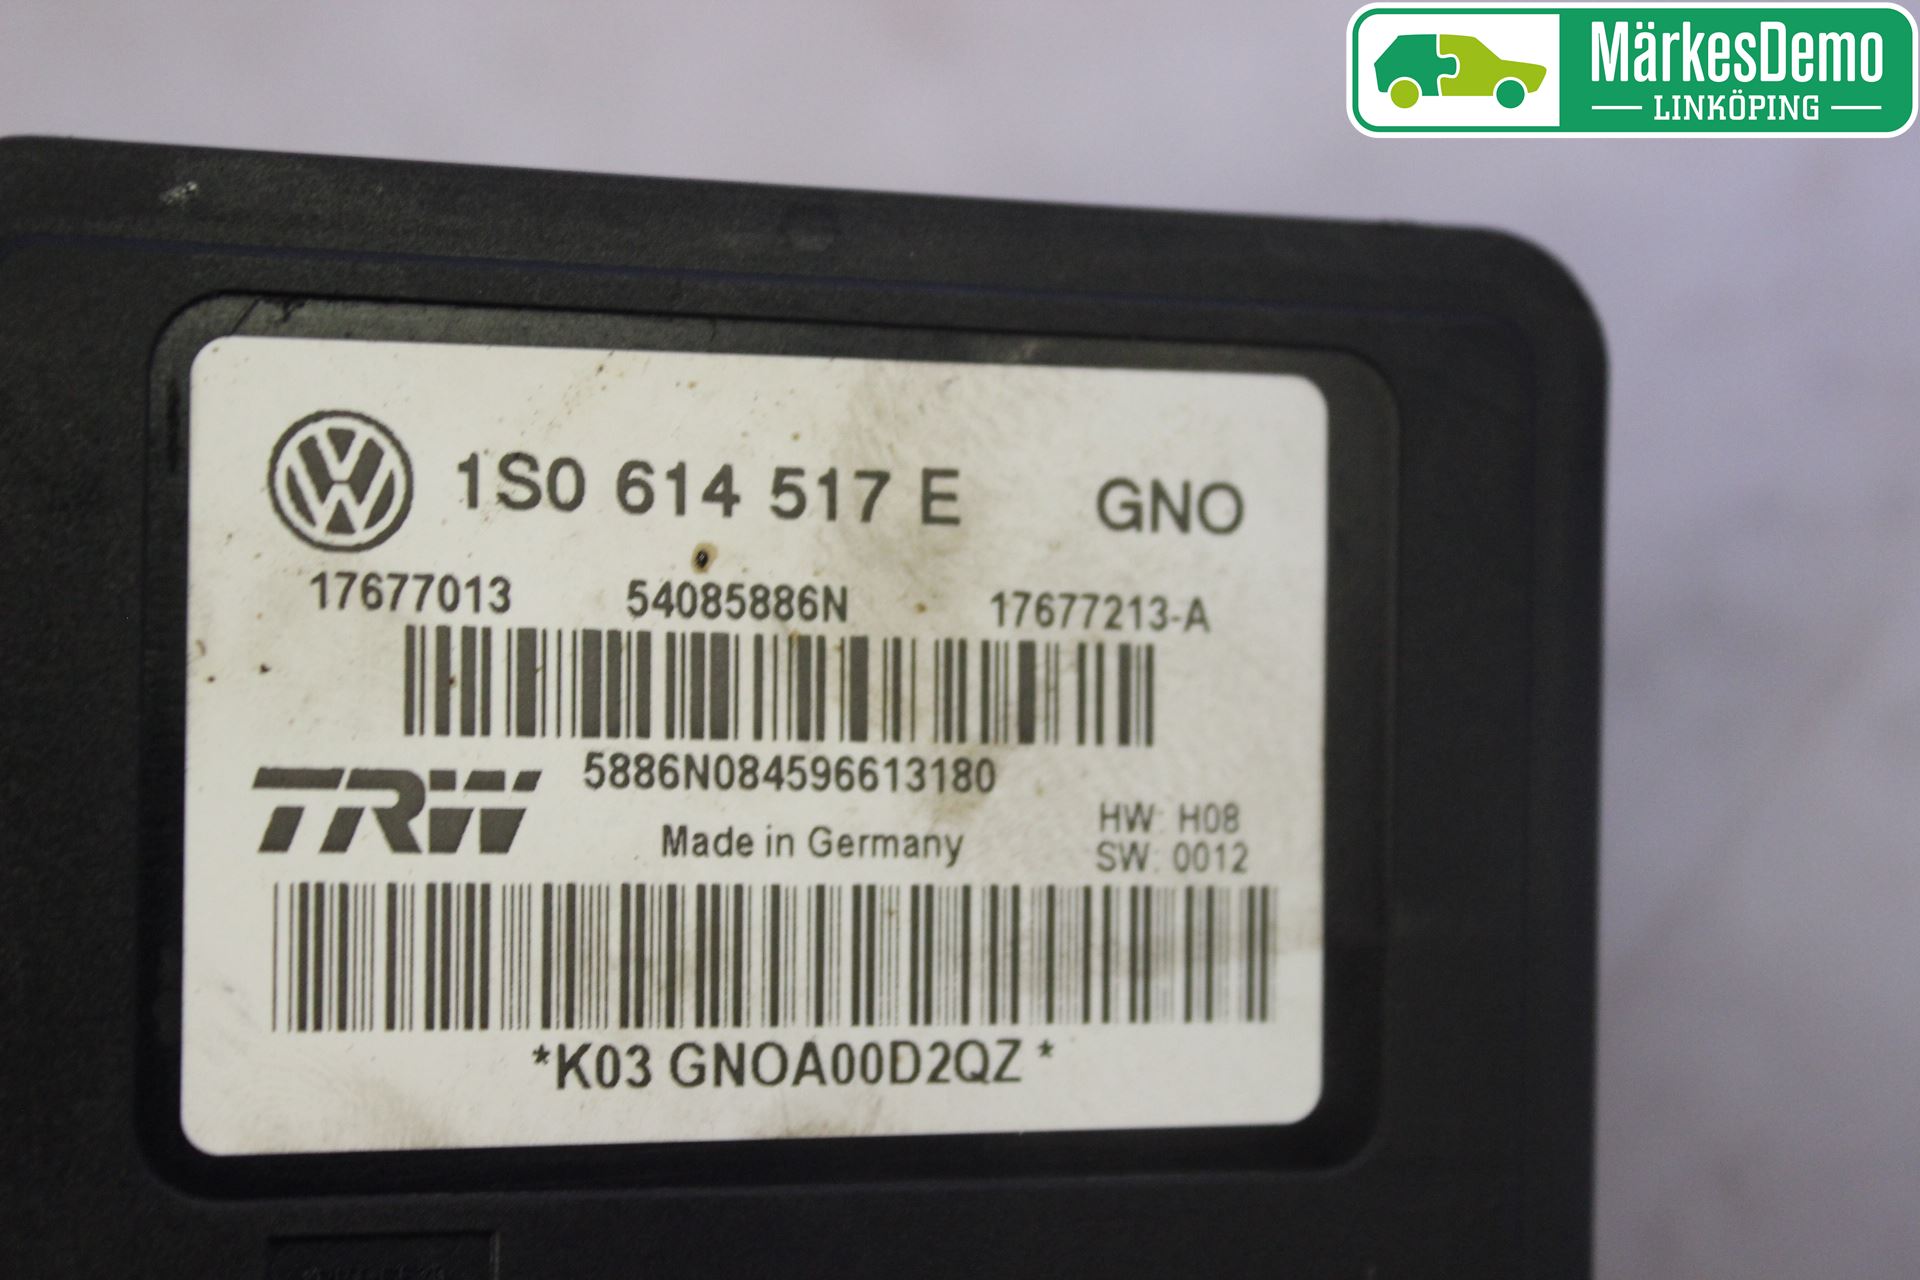 MärkesDemo
LINKÖPING
1S0 614 517 E GNO
17677013 54085886N 17677213-A
5886N084596613180
TRW
Made in Germany
HW: H08
SW: 0012
*K03 GNOA00D2QZ *